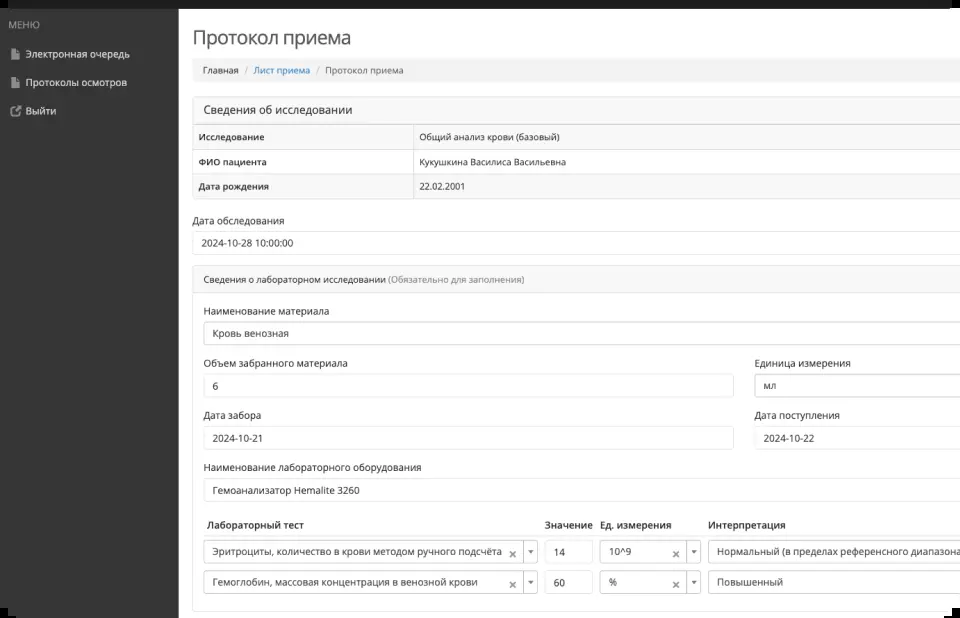 МЕНЮ
Электронная очередь
Протоколы осмотров
Выйти
Протокол приема
Главная / Лист приема / Протокол приема
Сведения об исследовании
Исследование Общий анализ крови (базовый)
ФИО пациента Кукушкина Василиса Васильевна
Дата рождения 22.02.2001
Дата обследования
2024-10-28 10:00:00
Сведения о лабораторном исследовании (Обязательно для заполнения)
Наименование материала
Кровь венозная
Объем забранного материала Единица измерения
6 мл
Дата забора Дата поступления
2024-10-21 2024-10-22
Наименование лабораторного оборудования
Гемоанализатор Hemalite 3260
Лабораторный тест Значение Ед. измерения Интерпретация
Эритроциты, количество в крови методом ручного подсчёта 14 10^9 Нормальный (в пределах референсного диапазона
Гемоглобин, массовая концентрация в венозной крови 60 % Повышенный